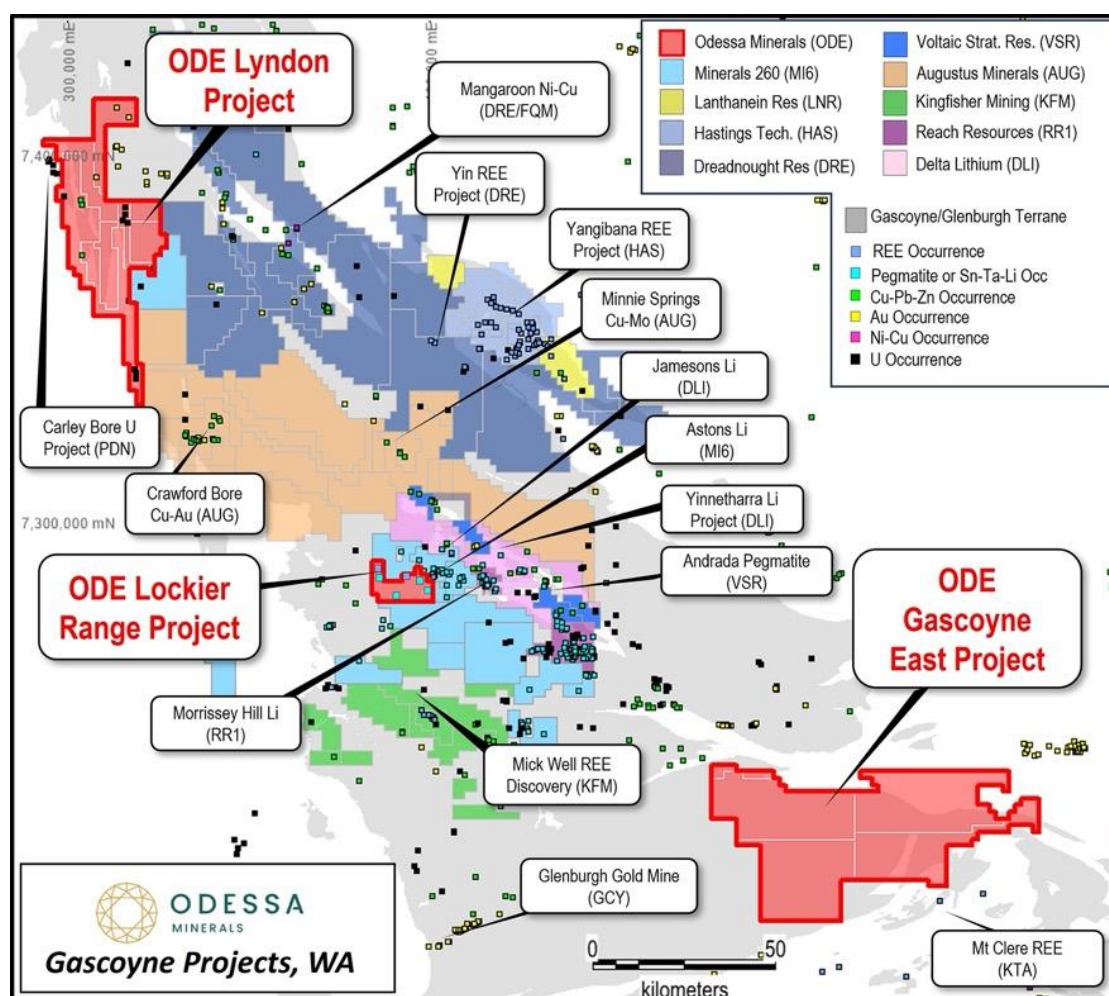 300,000 mE
00 mE
7,400,000 mN
7,300,000 mN
ODE Lyndon
Project
Mangaroon Ni-Cu
(DRE/FQM)
Yin REE
Project (DRE)
Yangibana REE
Project (HAS)
Minnie Springs
Cu-Mo (AUG)
Jamesons Li
(DLI)
Astons Li
(MI6)
Yinnetharra Li
Project (DLI)
Andrada Pegmatite
(VSR)
Carley Bore U
Project (PDN)
Crawford Bore
Cu-Au (AUG)
ODE Lockier
Range Project
Morrissey Hill Li
(RR1)
Mick Well REE
Discovery (KFM)
ODE
Gascoyne
East Project
Glenburgh Gold Mine
(GCY)
Mt Clere REE
(KTA)
Odessa Minerals (ODE)
Minerals 260 (MI6)
Lanthanein Res (LNR)
Hastings Tech. (HAS)
Dreadnought Res (DRE)
Voltaic Strat. Res. (VSR)
Augustus Minerals (AUG)
Kingfisher Mining (KFM)
Reach Resources (RR1)
Delta Lithium (DLI)
Gascoyne/Glenburgh Terrane
REE Occurrence
Pegmatite or Sn-Ta-Li Occ
Cu-Pb-Zn Occurrence
Au Occurrence
Ni-Cu Occurrence
U Occurrence
ODESSA
MINERALS
Gascoyne Projects, WA
0 50
kilometers